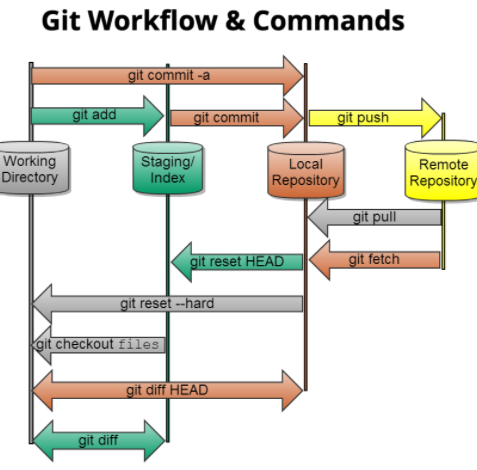 Git Workflow & Commands
git commit -a
git add
git commit
git push
Working
Directory
Staging/
Index
Local
Repository
Remote
Repository
git pull
git reset HEAD
git fetch
git reset --hard
git checkout files
git diff HEAD
git diff